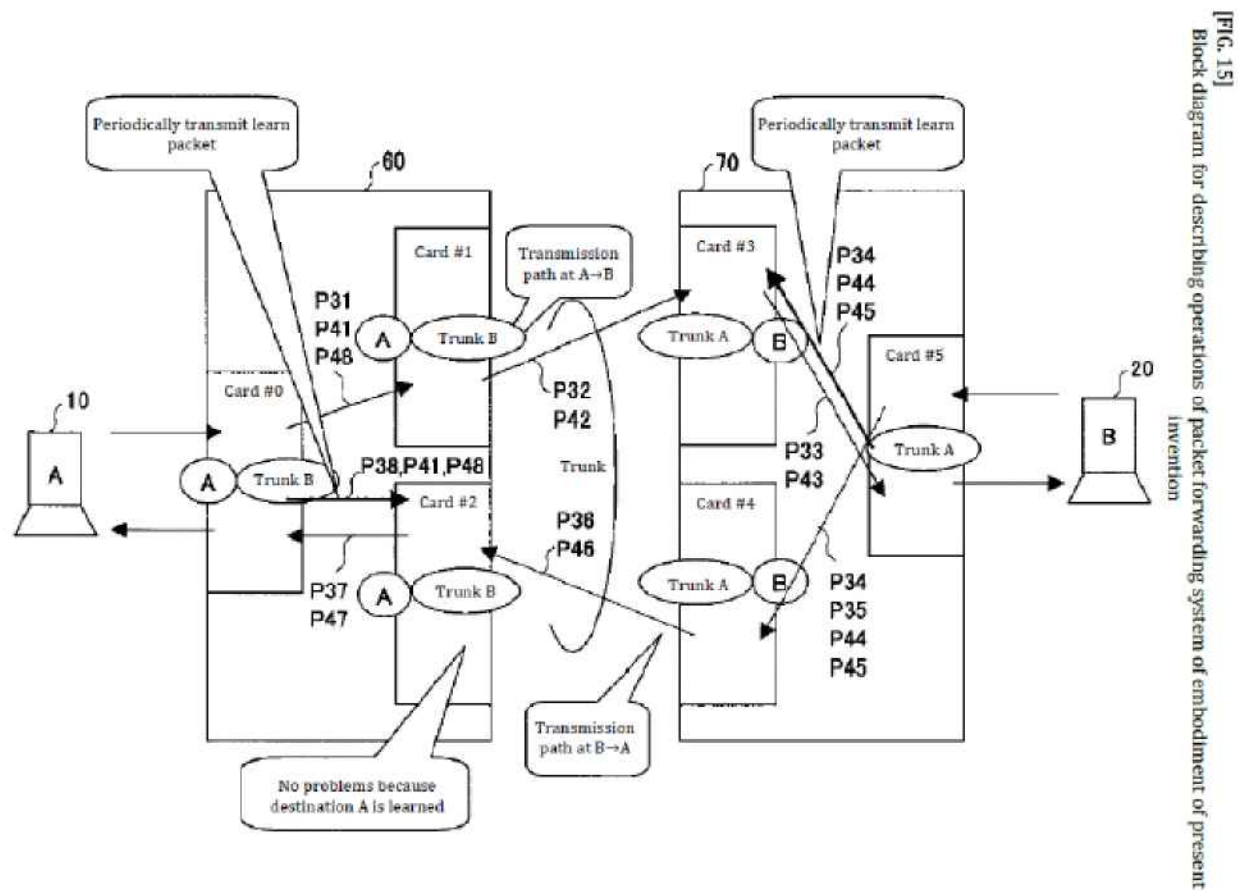 [FIG. 15]
Block diagram for describing operations of packet forwarding system of embodiment of present
invention
Periodically transmit learn
packet
60
Card #1
Transmission
path at A→B
P31
P41
P48
A
Trunk B
Card #0
10
A
A
Trunk B
P38,P41,P48
Card #2
P37
P47
A
Trunk B
No problems because
destination A is learned
P32
P42
Trunk
P36
P46
Transmission
path at B→A
Periodically transmit learn
packet
70
Card #3
P34
P44
P45
Trunk A
B
Card #5
20
B
P33
P43
Trunk A
Card #4
Trunk A
B
P34
P35
P44
P45